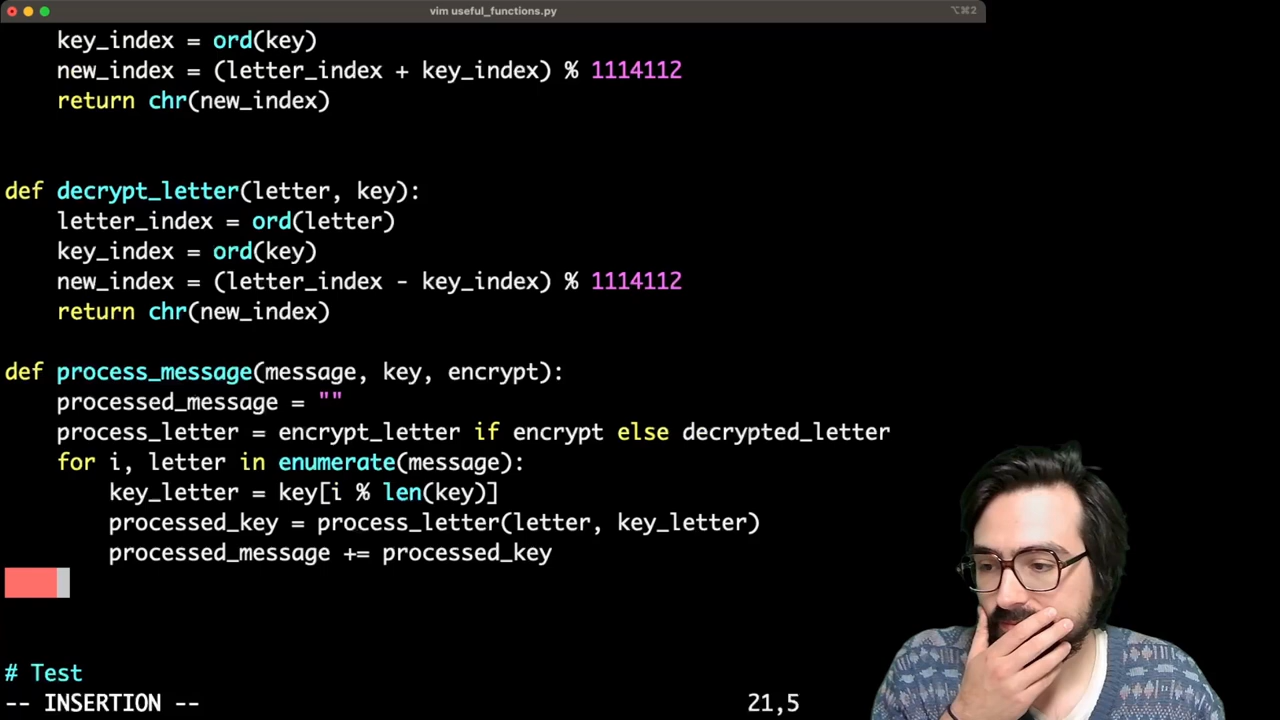 vim useful_functions.py
⌥⌘2
key_index = ord(key)
new_index = (letter_index + key_index) % 1114112
return chr(new_index)
def decrypt_letter(letter, key):
letter_index = ord(letter)
key_index = ord(key)
new_index = (letter_index - key_index) % 1114112
return chr(new_index)
def process_message(message, key, encrypt):
processed_message = ""
process_letter = encrypt_letter if encrypt else decrypted_letter
for i, letter in enumerate(message):
key_letter = key[i % len(key)]
processed_key = process_letter(letter, key_letter)
processed_message += processed_key
# Test
-- INSERTION --
21,5